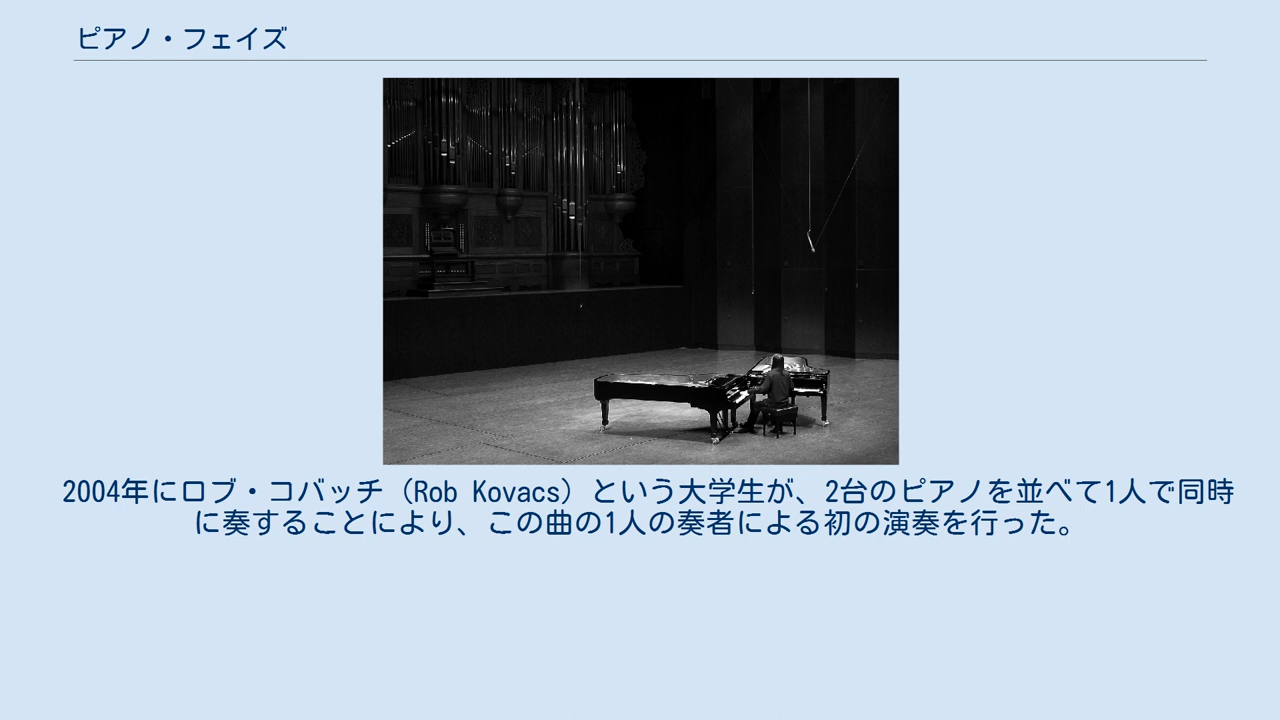 ピアノ・フェイズ
2004年にロブ・コバッチ（Rob Kovacs）という大学生が、2台のピアノを並べて1人で同時
に奏することにより、この曲の1人の奏者による初の演奏を行った。